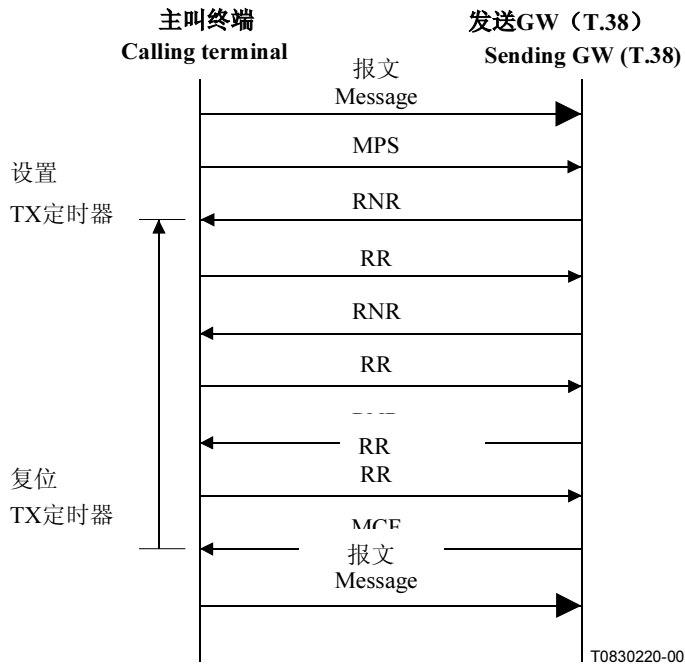 主叫终端
Calling terminal
发送GW（T.38）
Sending GW (T.38)
报文
Message
MPS
设置
TX定时器
RNR
RR
RNR
RR
RR
RR
复位
TX定时器
报文
Message
T0830220-00